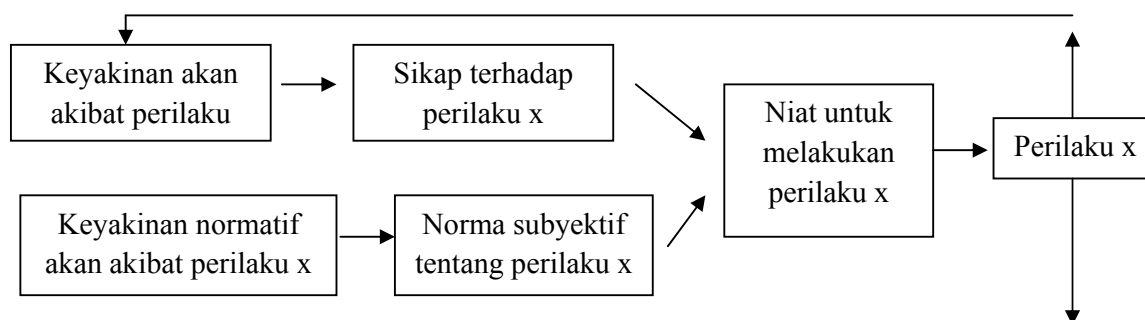 Keyakinan akan
akibat perilaku
Sikap terhadap
perilaku x
Niat untuk
melakukan
perilaku x
Perilaku x
Keyakinan normatif
akan akibat perilaku x
Norma subyektif
tentang perilaku x